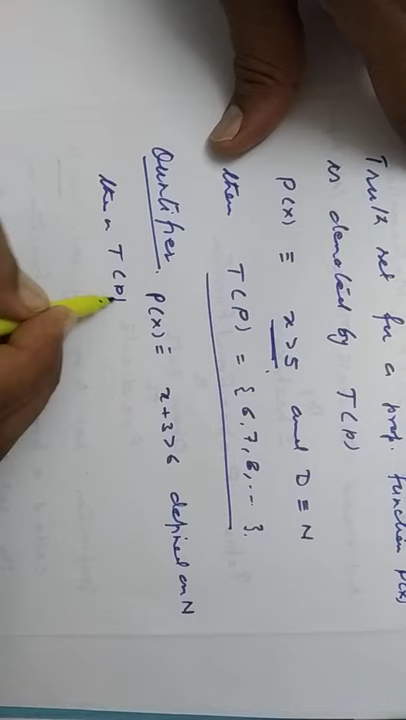 Truth set for a prop. function P(x)
is denoted by T(p)
P(x) ≡ x>5 and D ≡ N
then T(P) = { 6, 7, 8, ... }.
Quntifier. P(x) ≡ x+3>6 defined on N
then T(p)